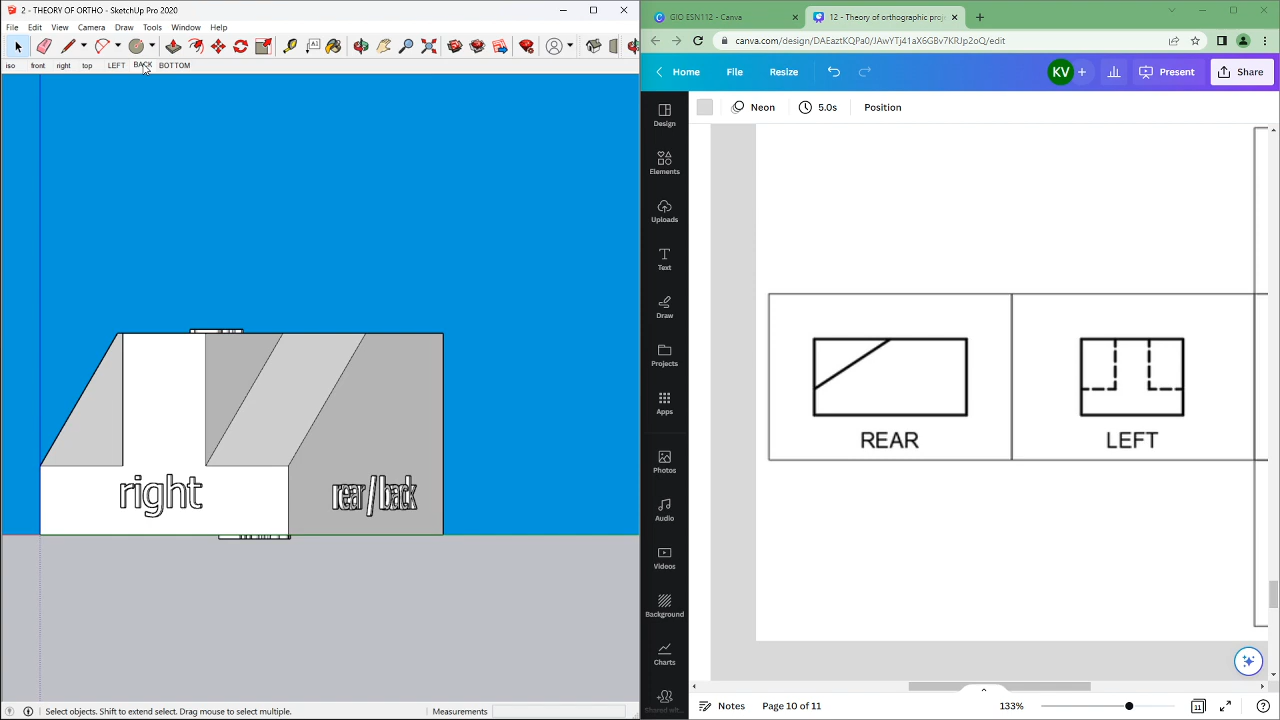 2 - THEORY OF ORTHO - SketchUp Pro 2020
File Edit View Camera Draw Tools Window Help
iso front right top LEFT BACK BOTTOM
right
rear/back
Select objects. Shift to extend select. Drag mouse to select multiple.
Measurements
GIO ESN112 - Canva
12 - Theory of orthographic proj
canva.com/design/DAEaztKQPa0/JAwYTj41aX6GBv7KRJp2oQ/edit
Home File Resize KV Present Share
Neon 5.0s Position
Design
Elements
Uploads
Text
Draw
Projects
Apps
Photos
Audio
Videos
Background
Charts
Shared wit...
REAR
LEFT
Notes Page 10 of 11